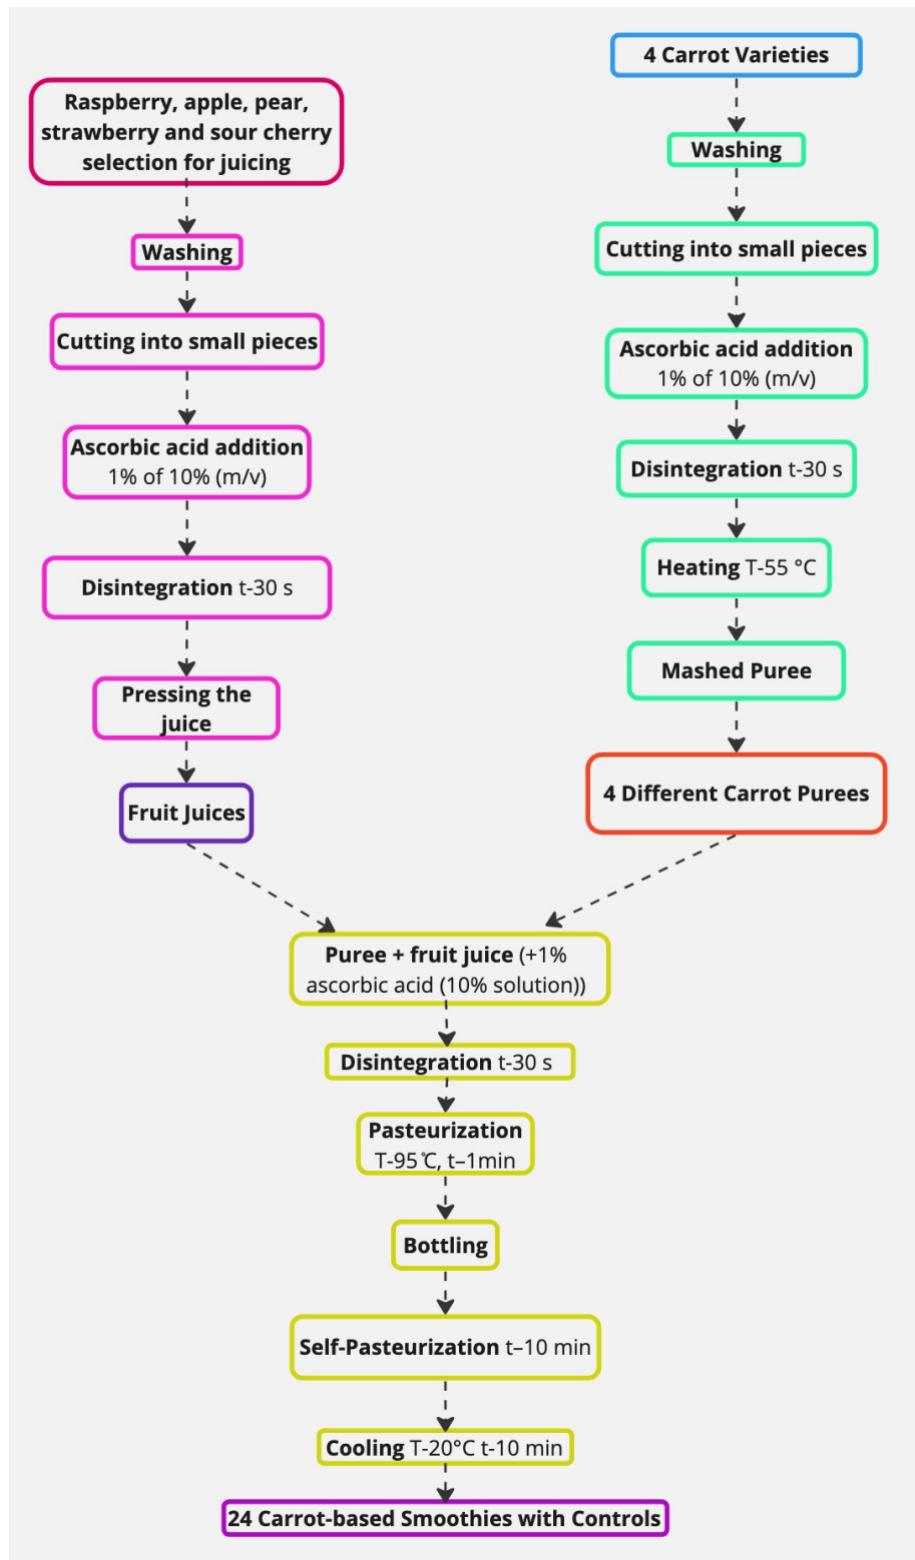 Raspberry, apple, pear,
strawberry and sour cherry
selection for juicing
Washing
Cutting into small pieces
Ascorbic acid addition
1% of 10% (m/v)
Disintegration t-30 s
Pressing the
juice
Fruit Juices
4 Carrot Varieties
Washing
Cutting into small pieces
Ascorbic acid addition
1% of 10% (m/v)
Disintegration t-30 s
Heating T-55 °C
Mashed Puree
4 Different Carrot Purees
Puree + fruit juice (+1%
ascorbic acid (10% solution))
Disintegration t-30 s
Pasteurization
T-95℃, t–1min
Bottling
Self-Pasteurization t–10 min
Cooling T-20°C t-10 min
24 Carrot-based Smoothies with Controls